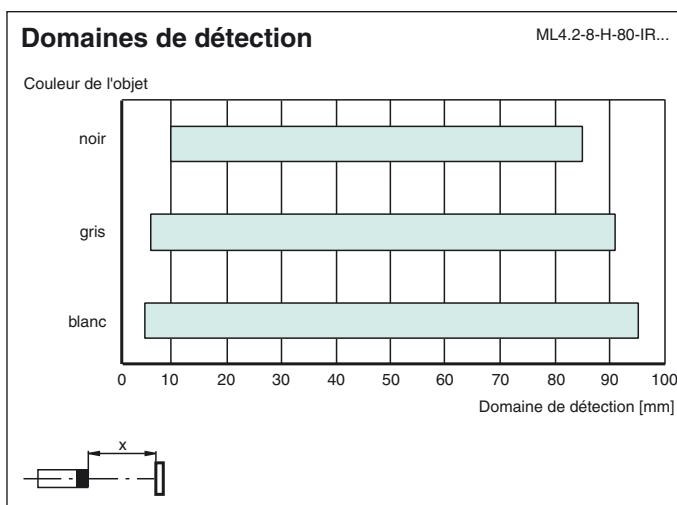 Domaines de détection
ML4.2-8-H-80-IR...
Couleur de l'objet
noir
gris
blanc
0 10 20 30 40 50 60 70 80 90 100
Domaine de détection [mm]
x